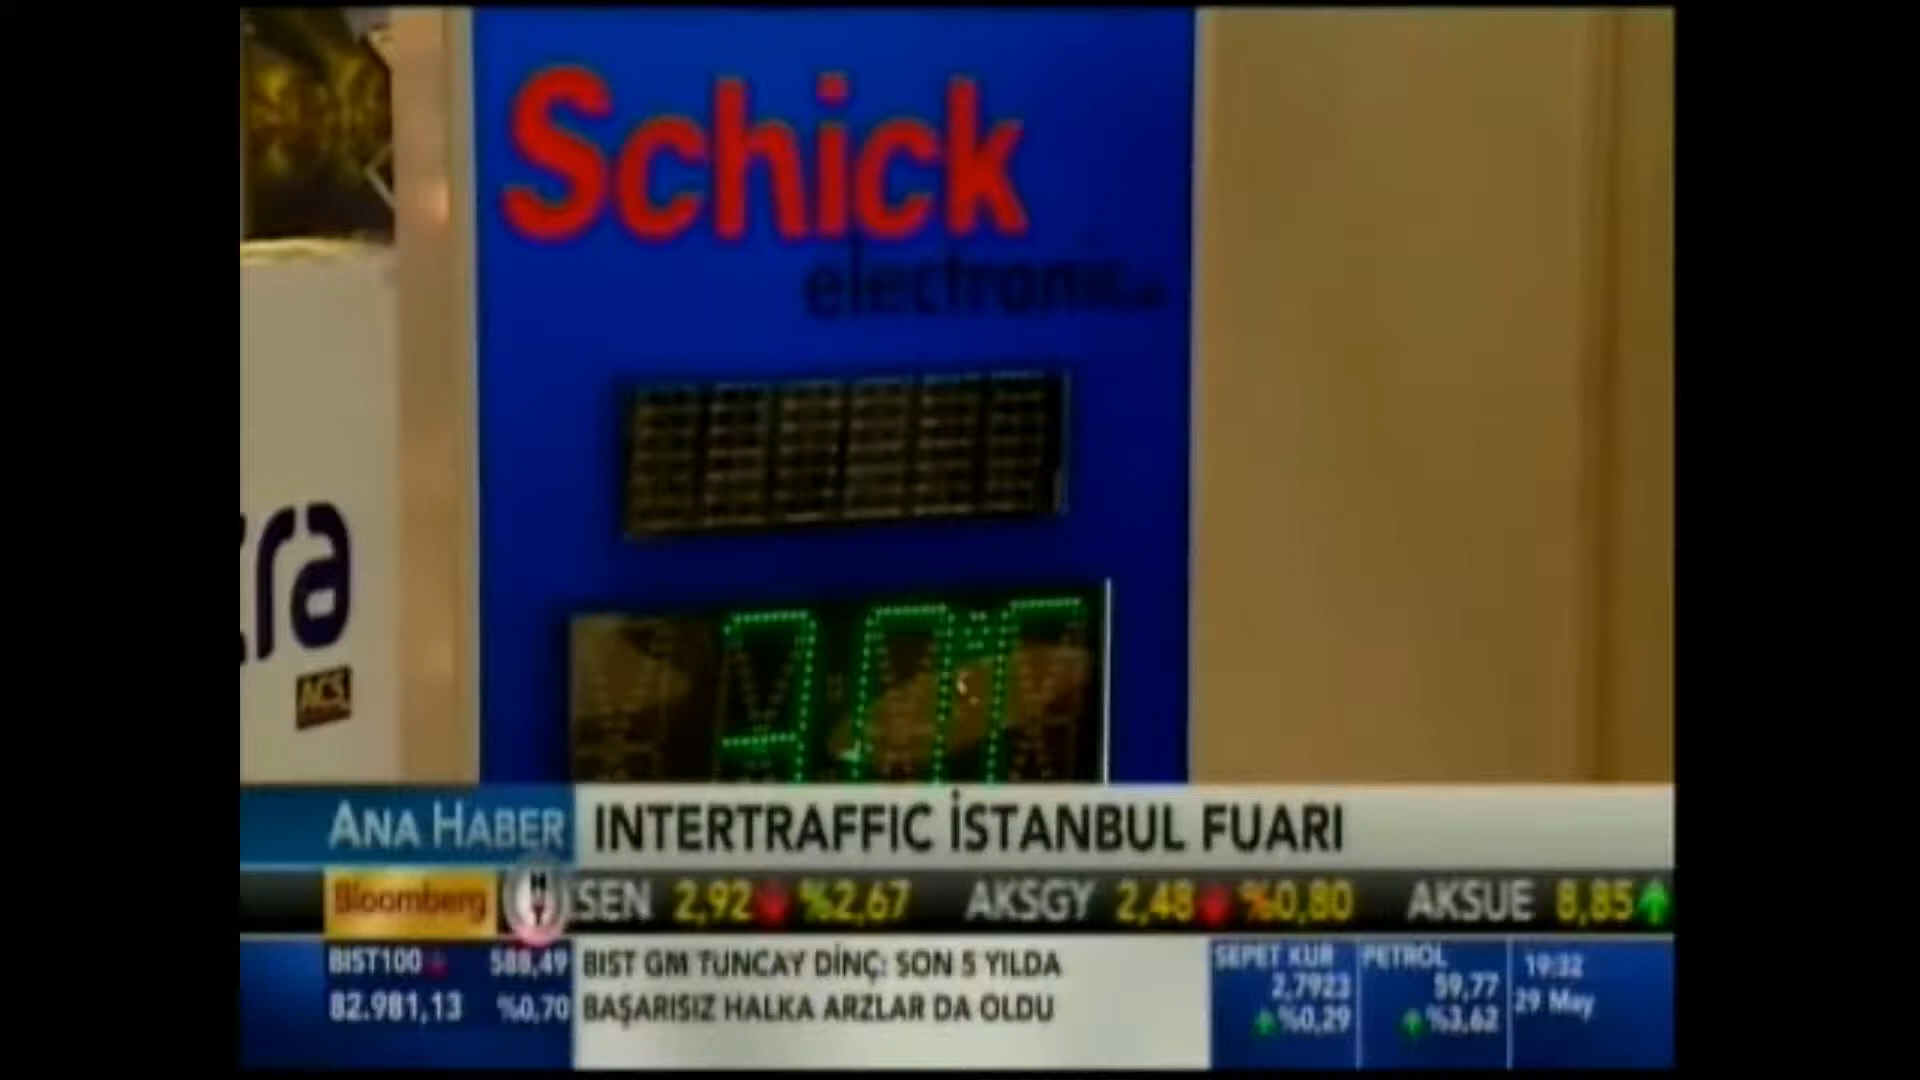 Schick
electronic
ra
ACS
ANA HABER
INTERTRAFFIC İSTANBUL FUARI
Bloomberg HT
SEN 2,92 %2,67 AKSGY 2,48 %0,80 AKSUE 8,85
BIST100 588,49
82.981,13 %0,70
BIST GM TUNCAY DİNÇ: SON 5 YILDA
BAŞARISIZ HALKA ARZLAR DA OLDU
SEPET KUR
2,7923
%0,29
PETROL
59,77
%3,62
19:32
29 May